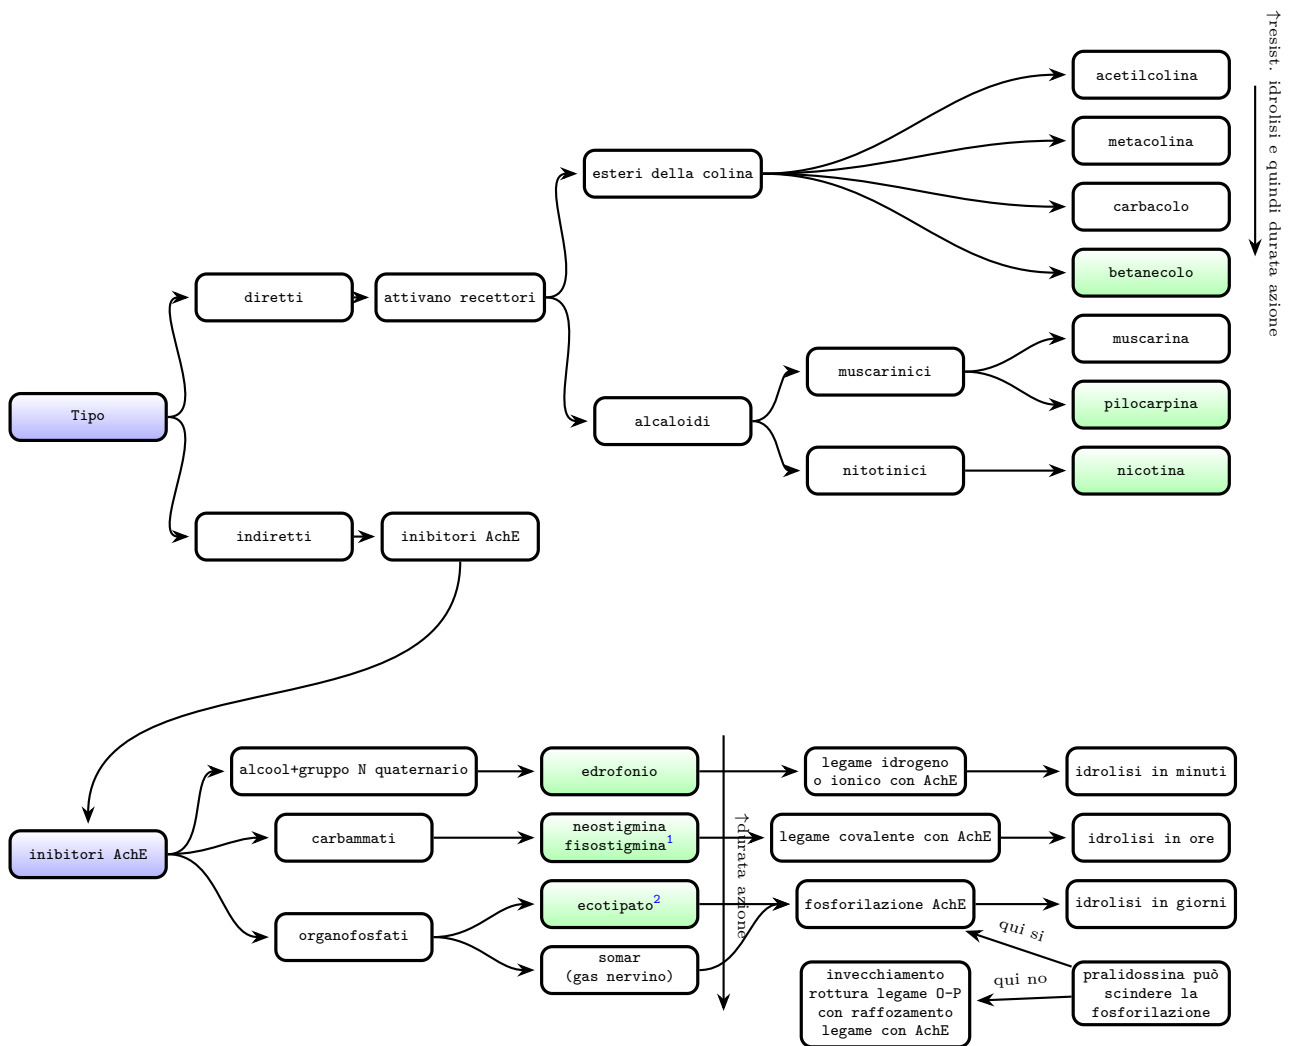 ↑resist. idrolisi e quindi durata azione
acetilcolina
metacolina
esteri della colina
carbacolo
betanecolo
diretti
attivano recettori
muscarina
muscarinici
pilocarpina
Tipo
alcaloidi
nitotinici
nicotina
indiretti
inibitori AchE
alcool+gruppo N quaternario
edrofonio
legame idrogeno
o ionico con AchE
idrolisi in minuti
inibitori AchE
carbammati
neostigmina
fisostigmina1
↑durata azione
legame covalente con AchE
idrolisi in ore
organofosfati
ecotipato2
fosforilazione AchE
idrolisi in giorni
somar
(gas nervino)
qui si
qui no
invecchiamento
rottura legame O-P
con raffozamento
legame con AchE
pralidossina può
scindere la
fosforilazione